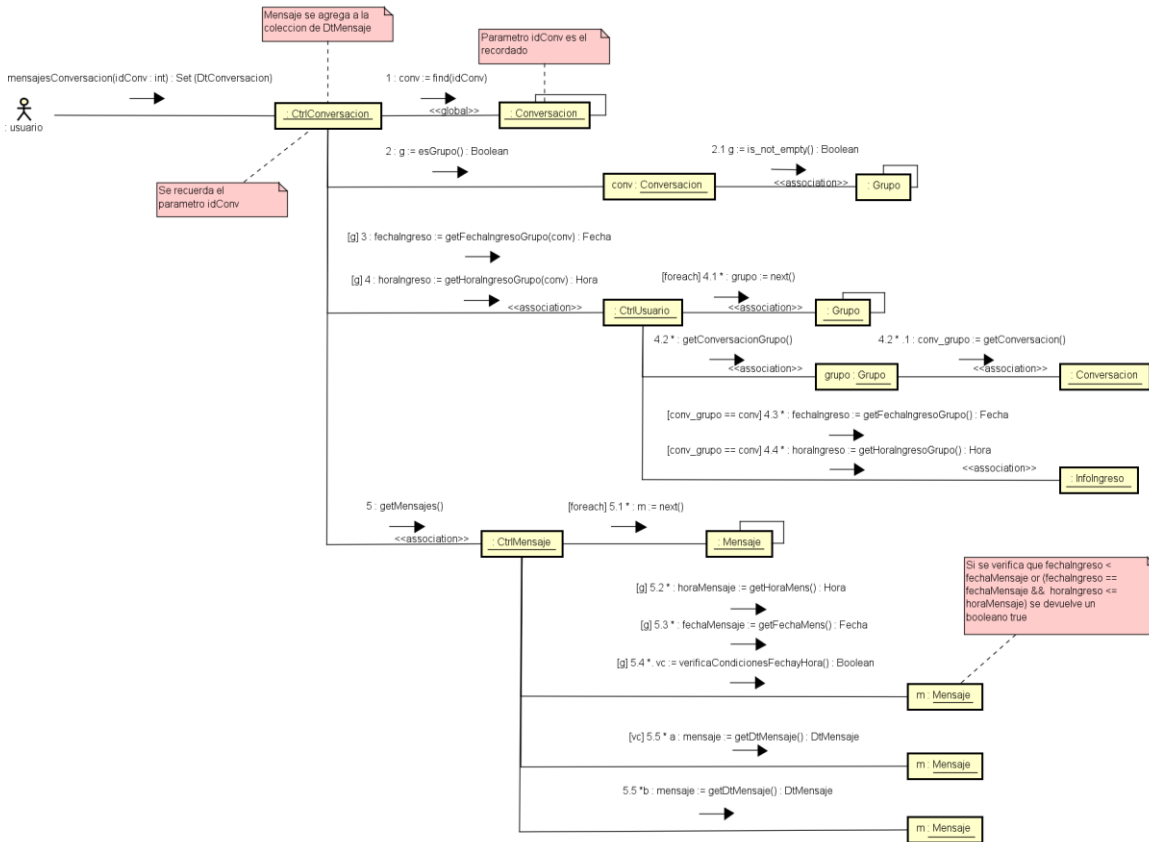 Mensaje se agrega a la
coleccion de DtMensaje
Parametro idConv es el
recordado
mensajesConversacion(idConv : int) : Set (DtConversacion)
1 : conv := find(idConv)
: usuario
: CtrlConversacion
<<global>>
: Conversacion
2 : g := esGrupo() : Boolean
2.1 g := is_not_empty() : Boolean
Se recuerda el
parametro idConv
conv : Conversacion
<<association>>
: Grupo
[g] 3 : fechaIngreso := getFechaIngresoGrupo(conv) : Fecha
[g] 4 : horaIngreso := getHoraIngresoGrupo(conv) : Hora
[foreach] 4.1 * : grupo := next()
<<association>>
: CtrlUsuario
<<association>>
: Grupo
4.2 * : getConversacionGrupo()
4.2 * .1 : conv_grupo := getConversacion()
<<association>>
grupo : Grupo
<<association>>
: Conversacion
[conv_grupo == conv] 4.3 * : fechaIngreso := getFechaIngresoGrupo() : Fecha
[conv_grupo == conv] 4.4 * : horaIngreso := getHoraIngresoGrupo() : Hora
<<association>>
: InfoIngreso
5 : getMensajes()
[foreach] 5.1 * : m := next()
<<association>>
: CtrlMensaje
: Mensaje
Si se verifica que fechaIngreso <
fechaMensaje or (fechaIngreso ==
fechaMensaje && horaIngreso <=
horaMensaje) se devuelve un
booleano true
[g] 5.2 * : horaMensaje := getHoraMens() : Hora
[g] 5.3 * : fechaMensaje := getFechaMens() : Fecha
[g] 5.4 *. vc := verificaCondicionesFechayHora() : Boolean
m : Mensaje
[vc] 5.5 * a : mensaje := getDtMensaje() : DtMensaje
m : Mensaje
5.5 *b : mensaje := getDtMensaje() : DtMensaje
m : Mensaje